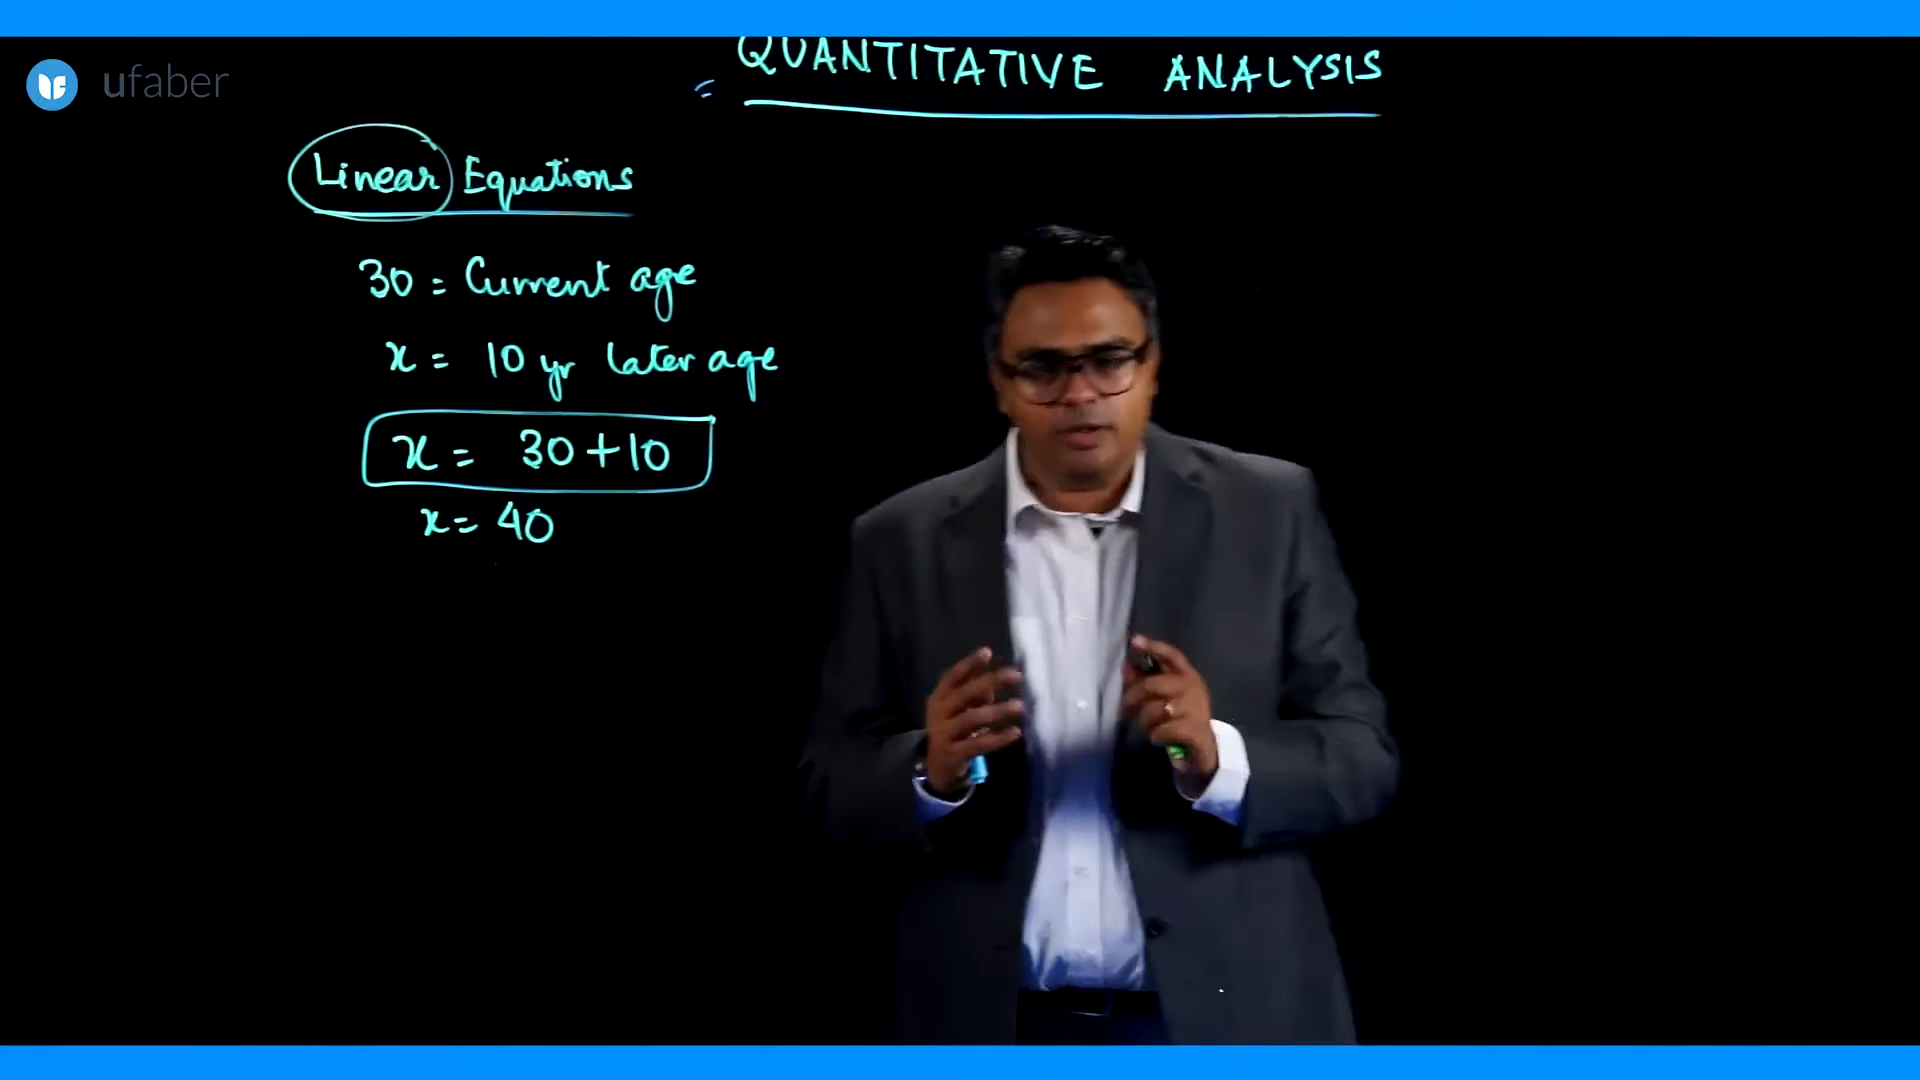 QUANTITATIVE ANALYSIS
=
ufaber
Linear Equations
30 = Current age
x = 10 yr later age
x = 30+10
x = 40